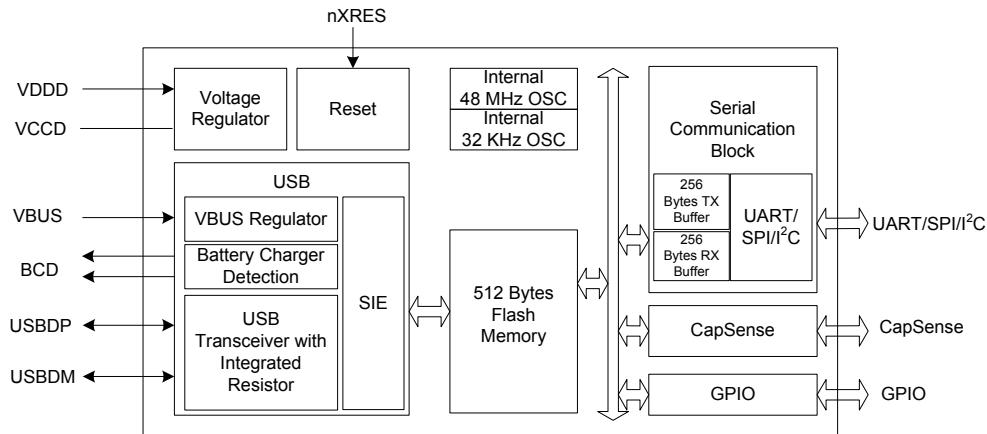 nXRES
VDDD
VCCD
Voltage
Regulator
Reset
Internal
48 MHz OSC
Internal
32 KHz OSC
Serial
Communication
Block
256
Bytes TX
Buffer
256
Bytes RX
Buffer
UART/
SPI/I²C
UART/SPI/I²C
USB
VBUS
VBUS Regulator
BCD
Battery Charger
Detection
SIE
USBDP
USBDM
USB
Transceiver with
Integrated
Resistor
512 Bytes
Flash
Memory
CapSense
CapSense
GPIO
GPIO